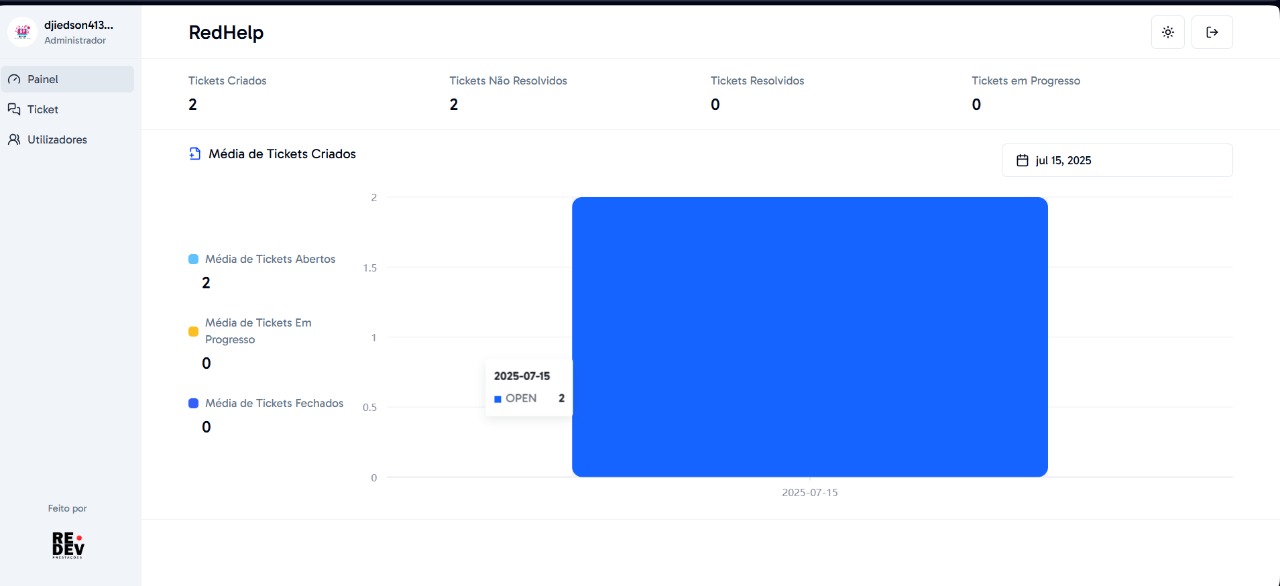 djiedson413...
Administrador
Painel
Ticket
Utilizadores
Feito por
RE
DEV
PRESTAÇÕES
RedHelp
Tickets Criados
2
Tickets Não Resolvidos
2
Tickets Resolvidos
0
Tickets em Progresso
0
Média de Tickets Criados
jul 15, 2025
Média de Tickets Abertos
2
Média de Tickets Em
Progresso
0
Média de Tickets Fechados
0
2
1.5
1
0.5
0
2025-07-15
OPEN 2
2025-07-15